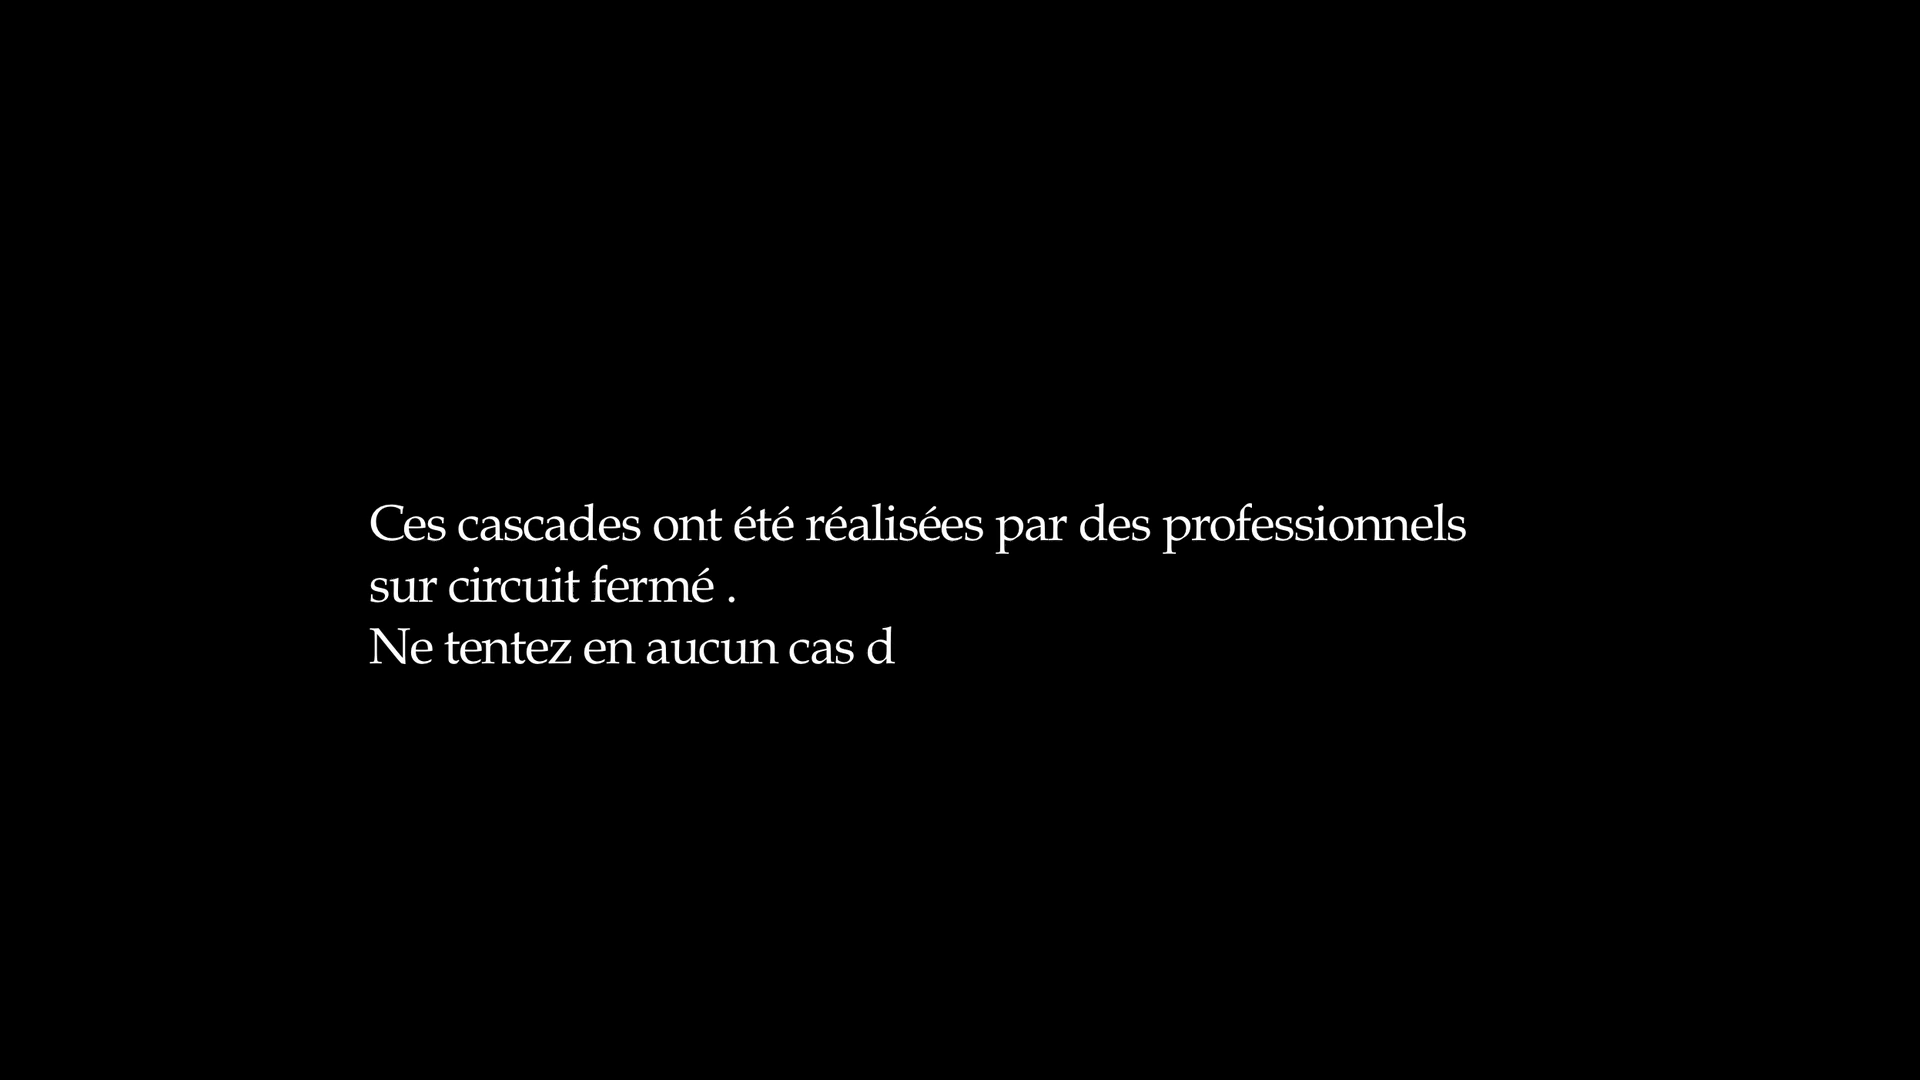 Ces cascades ont été réalisées par des professionnels
sur circuit fermé .
Ne tentez en aucun cas d